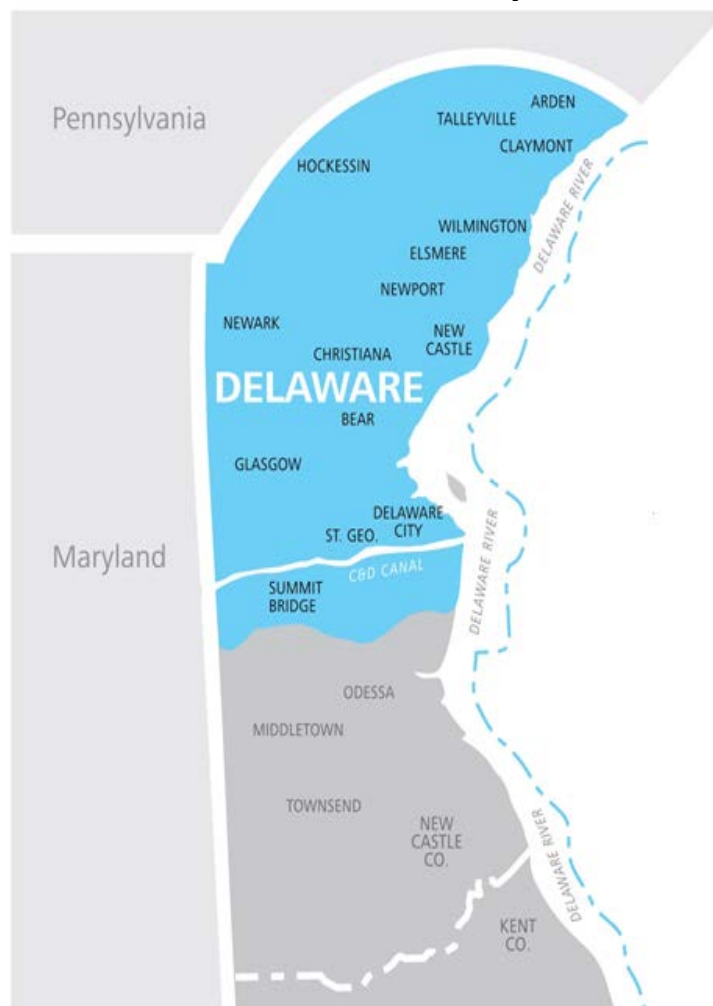 ARDEN
Pennsylvania
TALLEYVILLE
CLAYMONT
HOCKESSIN
DELAWARE RIVER
WILMINGTON
ELSMERE
NEWPORT
NEWARK
NEW
CASTLE
CHRISTIANA
DELAWARE
BEAR
GLASGOW
DELAWARE
CITY
ST. GEO.
DELAWARE RIVER
Maryland
C&D CANAL
SUMMIT
BRIDGE
ODESSA
MIDDLETOWN
TOWNSEND
NEW
CASTLE
CO.
DELAWARE RIVER
KENT
CO.